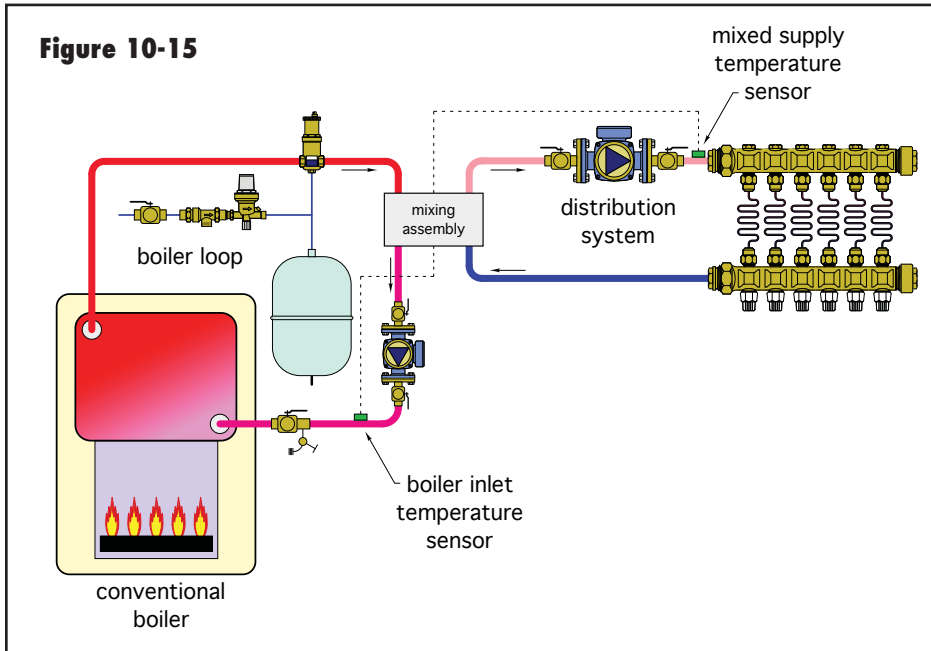 Figure 10-15
mixed supply
temperature
sensor
mixing
assembly
distribution
system
boiler loop
boiler inlet
temperature
sensor
conventional
boiler